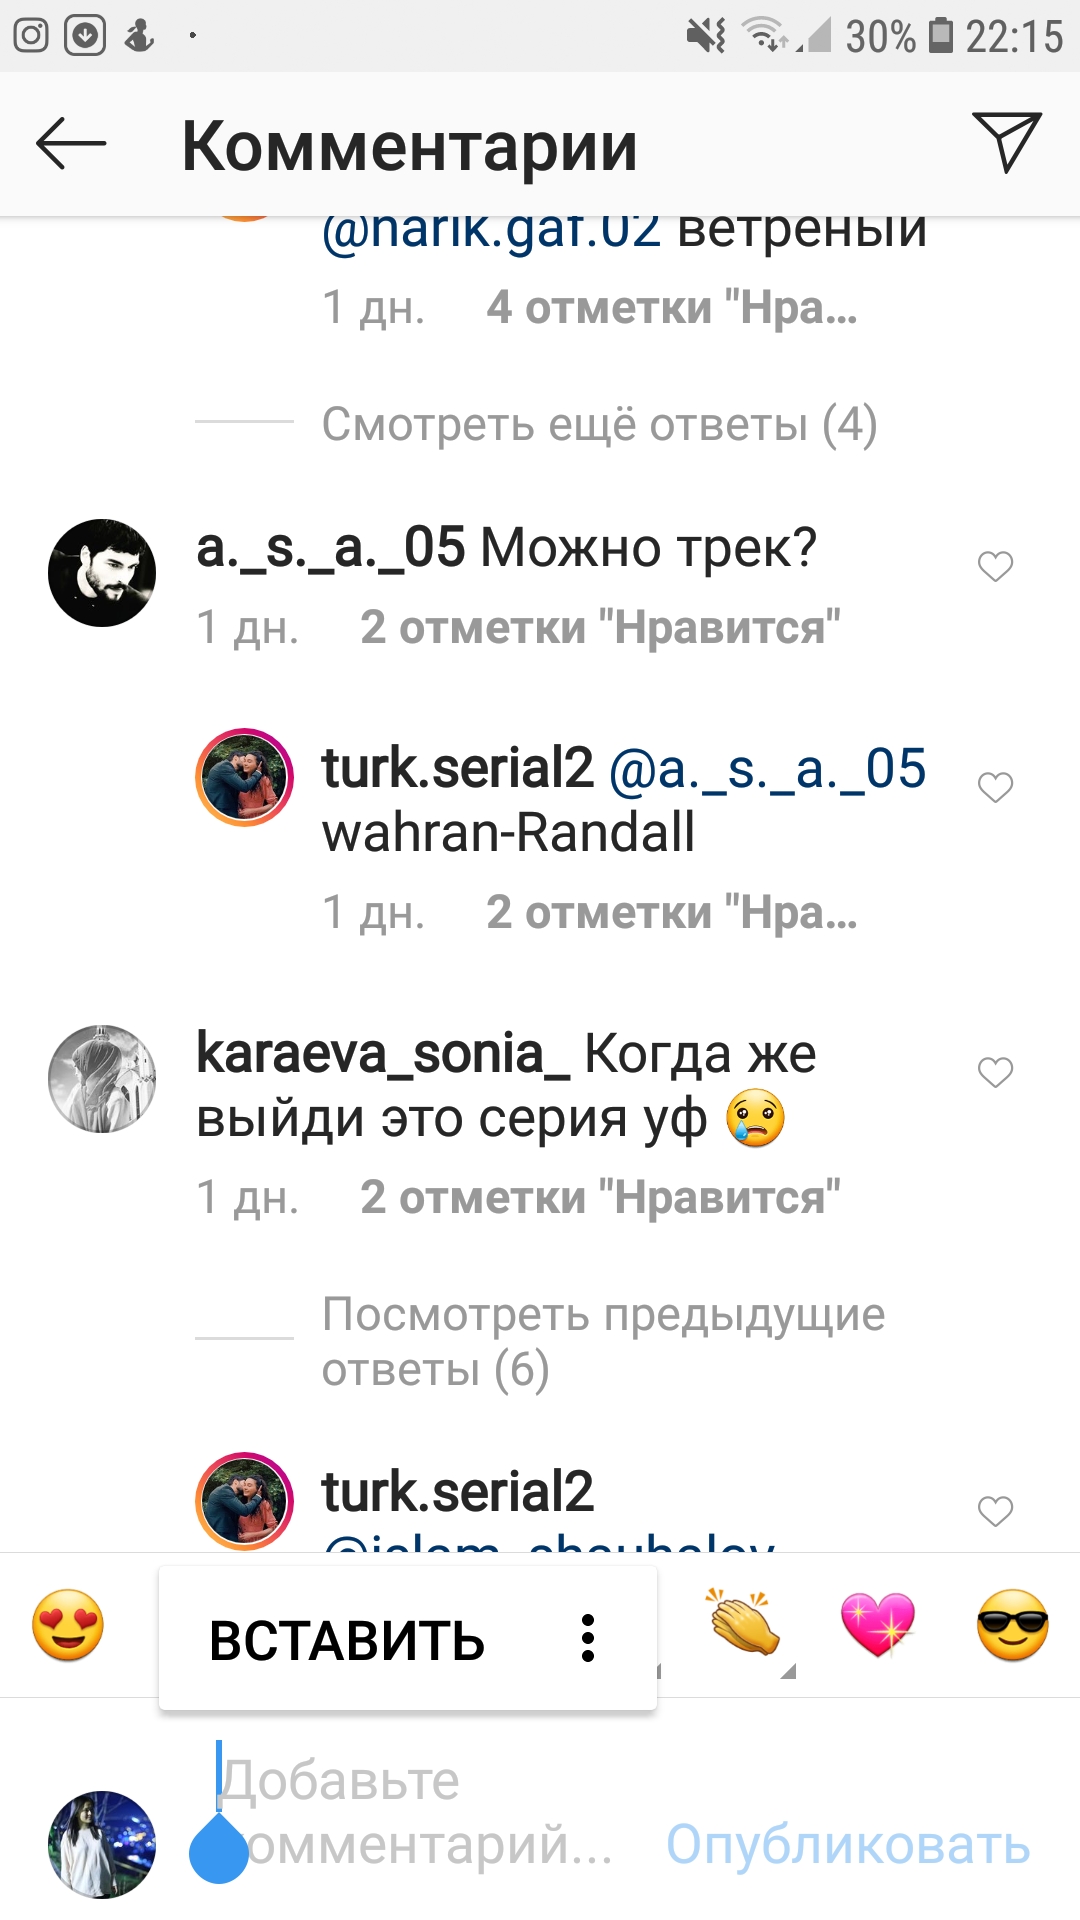 30% 22:15
Комментарии
@narik.gaf.02 ветреный
1 дн. 4 отметки "Нра...
Смотреть ещё ответы (4)
a._s._a._05 Можно трек?
1 дн. 2 отметки "Нравится"
turk.serial2 @a._s._a._05
wahran-Randall
1 дн. 2 отметки "Нра...
karaeva_sonia_ Когда же
выйди это серия уф 😢
1 дн. 2 отметки "Нравится"
Посмотреть предыдущие
ответы (6)
turk.serial2
ВСТАВИТЬ
Добавьте
комментарий... Опубликовать